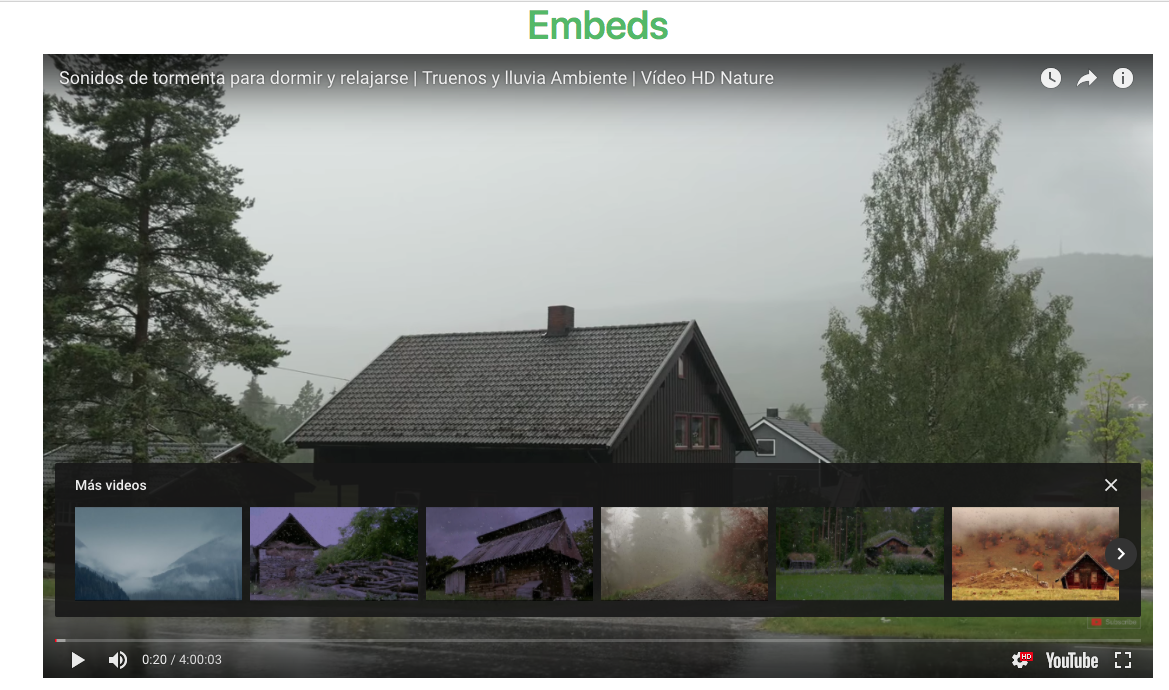 Embeds
Sonidos de tormenta para dormir y relajarse | Truenos y lluvia Ambiente | Vídeo HD Nature
Más videos
Subscribe
0:20 / 4:00:03
HD
YouTube